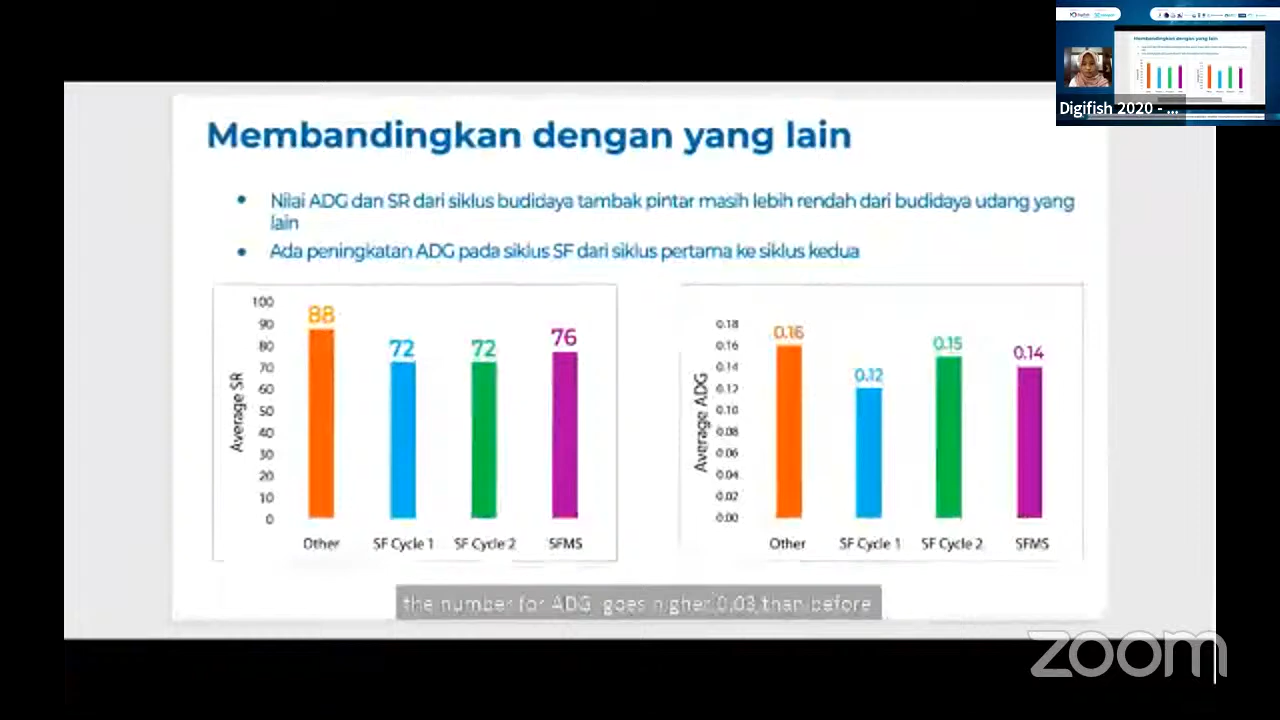 Membandingkan dengan yang lain
Nilai ADG dan SR dari siklus budidaya tambak pintar masih lebih rendah dari budidaya udang yang
lain
Ada peningkatan ADG pada siklus SF dari siklus pertama ke siklus kedua
Average SR
100
90
80
70
60
50
40
30
20
10
0
88
72
72
76
Other
SF Cycle 1
SF Cycle 2
SFMS
Average ADG
0.18
0.16
0.14
0.12
0.10
0.08
0.06
0.04
0.02
0.00
0.16
0.12
0.15
0.14
Other
SF Cycle 1
SF Cycle 2
SFMS
the number for ADG goes higher 0.03 than before
Digifish
Membandingkan dengan yang lain
Digifish 2020 - ...
zoom